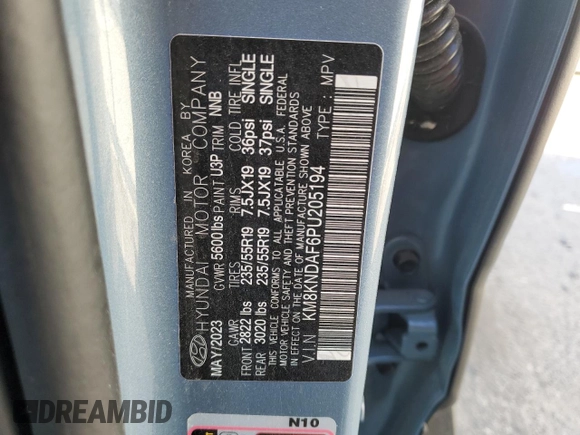 MANUFACTURED IN KOREA BY
HYUNDAI MOTOR COMPANY
MAY/2023 GVWR 5600lbs PAINT U3P TRIM NNB
GAWR TIRES RIMS COLD TIRE INFL
FRONT 2822 lbs 235/55R19 7.5JX19 36psi SINGLE
REAR 3020 lbs 235/55R19 7.5JX19 37psi SINGLE
THIS VEHICLE CONFORMS TO ALL APPLICABLE U.S.A. FEDERAL
MOTOR VEHICLE SAFETY AND THEFT PREVENTION STANDARDS
IN EFFECT ON THE DATE OF MANUFACTURE SHOWN ABOVE.
V.I.N KM8KNDAF6PU205194 TYPE : MPV
N10
DREAMBID